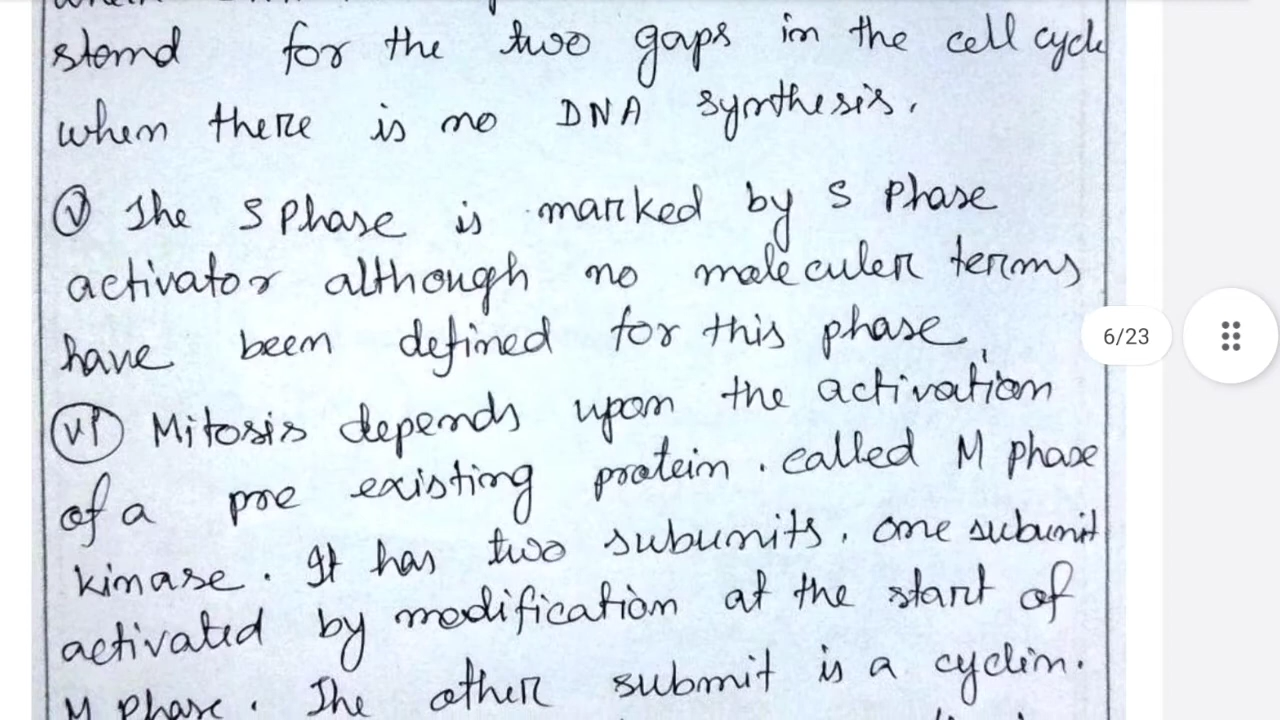 stand for the two gaps in the cell cycle
when there is no DNA synthesis.
(V) The S Phase is marked by S Phase
activator although no moleculer terms
have been defined for this phase,
(VI) Mitosis depends upon the activation
of a pre existing protein. called M phase
kinase. It has two subunits. one subunit
activated by modification at the start of
M phase. The other submit is a cyclin.
6/23